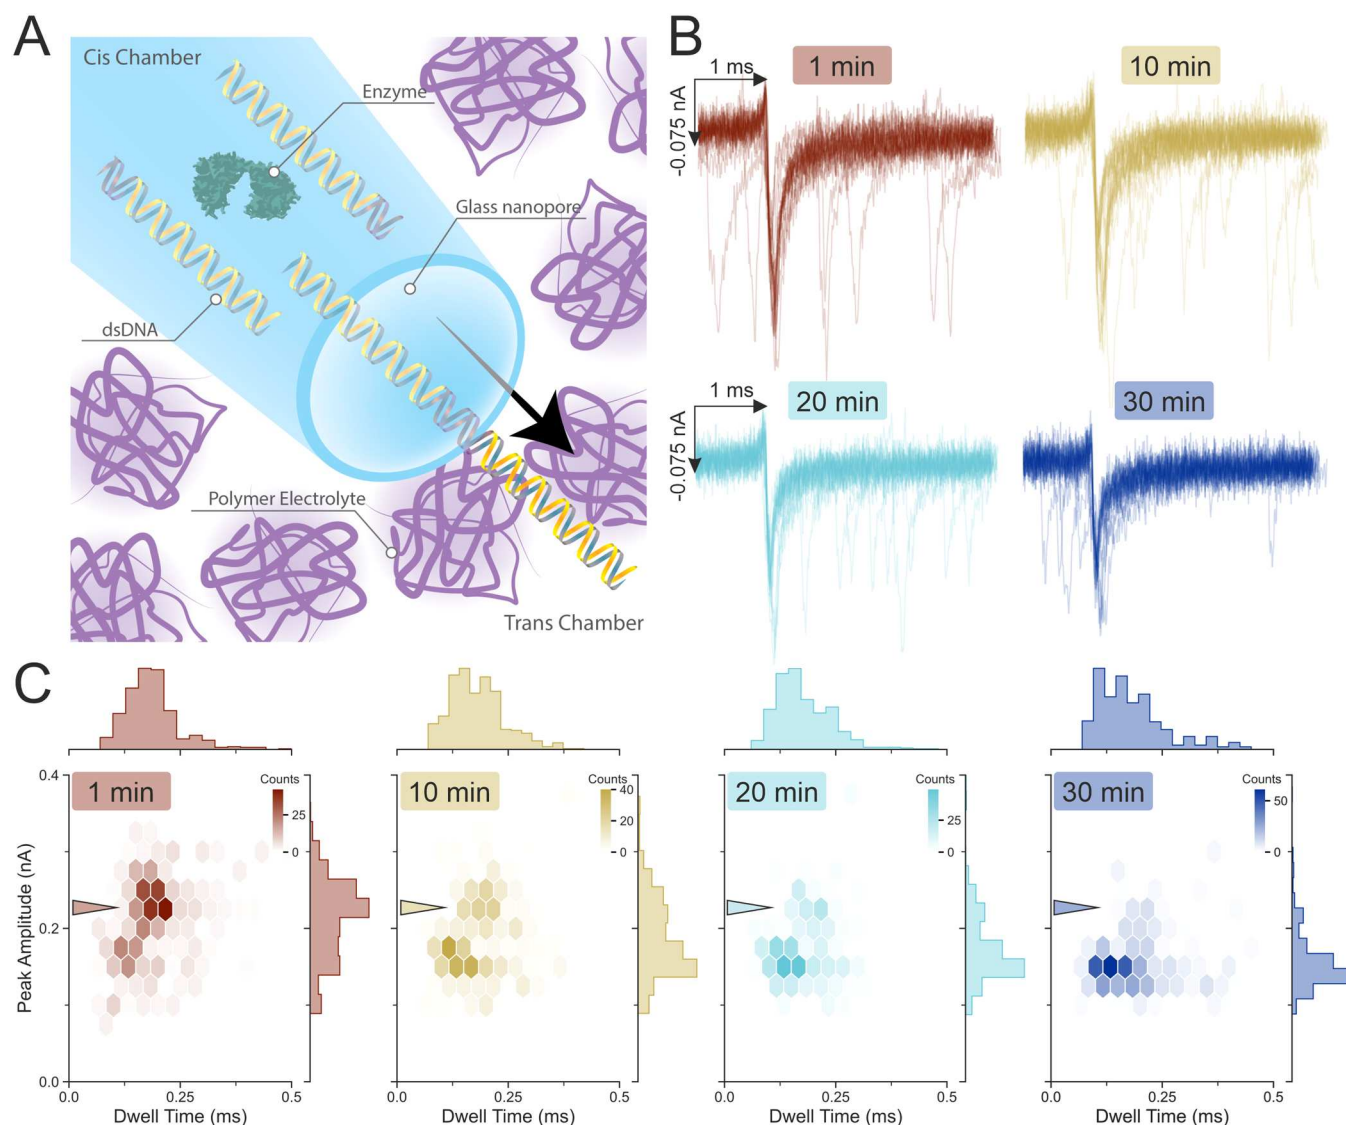 A
Cis Chamber
Enzyme
Glass nanopore
dsDNA
Polymer Electrolyte
Trans Chamber
B
1 ms
-0.075 nA
1 min
10 min
1 ms
-0.075 nA
20 min
30 min
C
0.4
0.2
0.0
Peak Amplitude (nA)
1 min
Counts
25
0
0.0
0.25
0.5
Dwell Time (ms)
0.5
10 min
Counts
40
20
0
0.0
0.25
0.5
Dwell Time (ms)
20 min
Counts
25
0
0.0
0.25
0.5
Dwell Time (ms)
30 min
Counts
50
0
0.0
0.25
0.5
Dwell Time (ms)